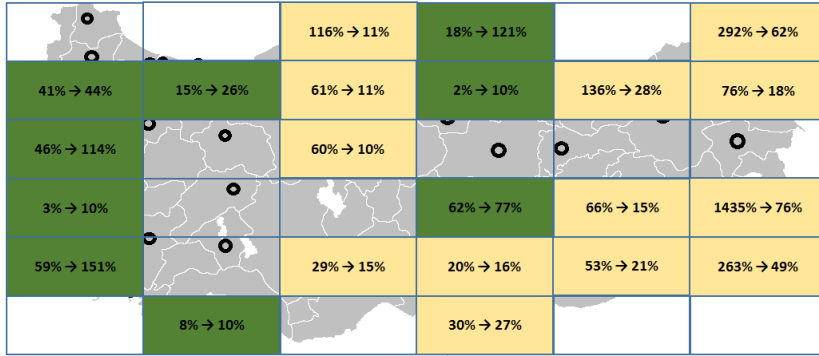 116% → 11%
18% → 121%
292% → 62%
41% → 44%
15% → 26%
61% → 11%
2% → 10%
136% → 28%
76% → 18%
46% → 114%
60% → 10%
3% → 10%
62% → 77%
66% → 15%
1435% → 76%
59% → 151%
29% → 15%
20% → 16%
53% → 21%
263% → 49%
8% → 10%
30% → 27%